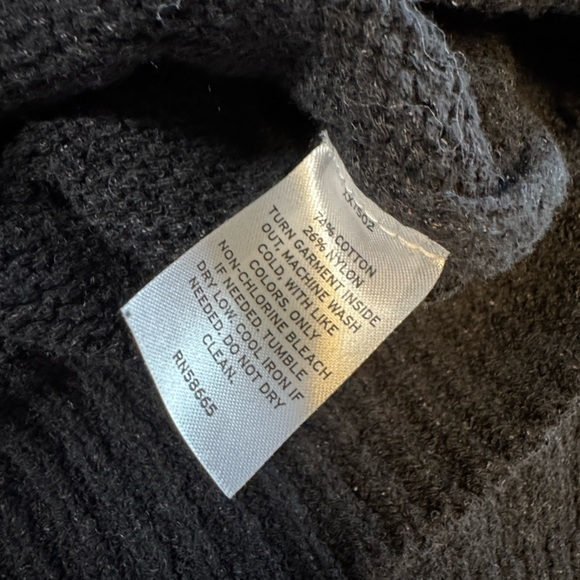 74% COTTON
26% NYLON
TURN GARMENT INSIDE
OUT, MACHINE WASH
COLD, WITH LIKE
COLORS, ONLY
NON-CHLORINE BLEACH
IF NEEDED, TUMBLE
DRY LOW, COOL IRON IF
NEEDED, DO NOT DRY
CLEAN.
RN58665